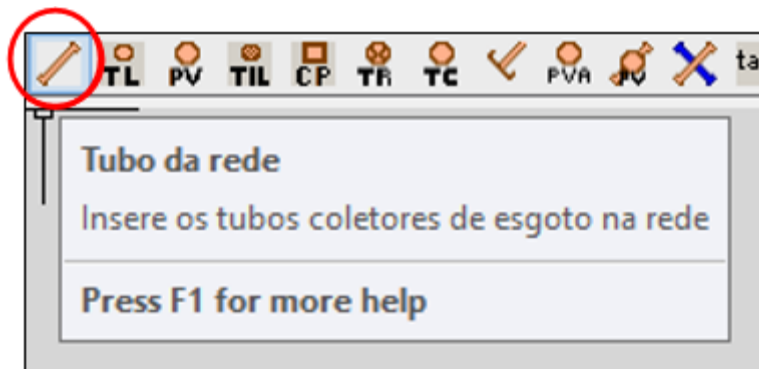 TL PV TIL CP TR TC PVA PV ta
Tubo da rede
Insere os tubos coletores de esgoto na rede
Press F1 for more help